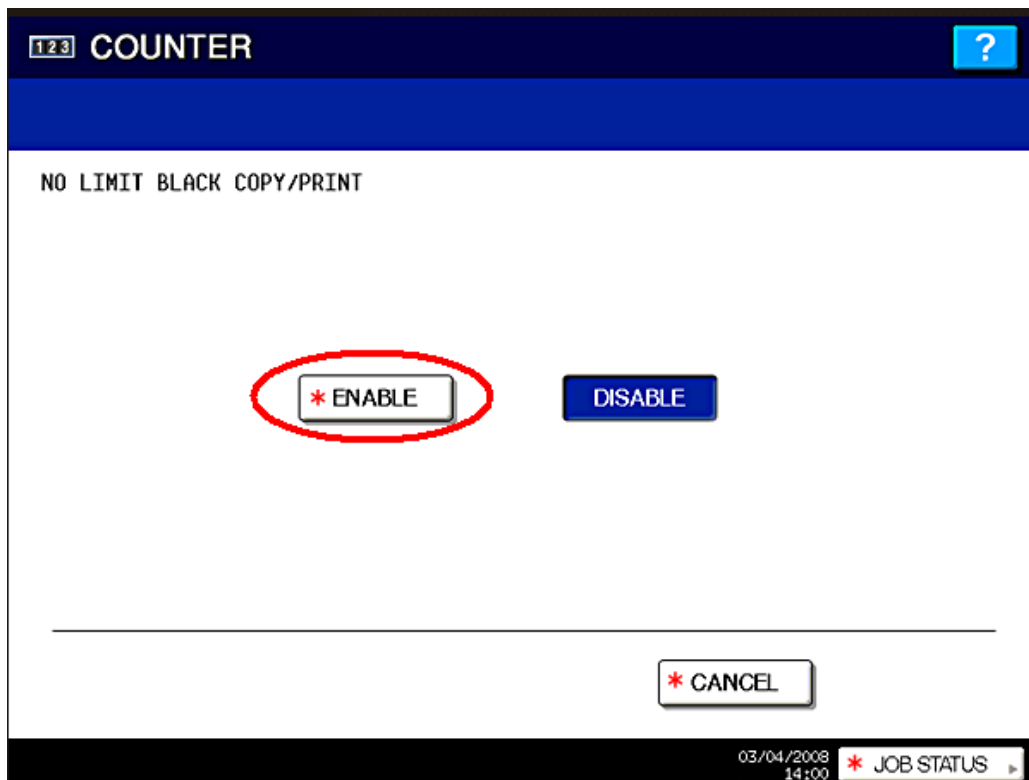 123 COUNTER ?
NO LIMIT BLACK COPY/PRINT
* ENABLE DISABLE
* CANCEL
03/04/2008
14:00
* JOB STATUS